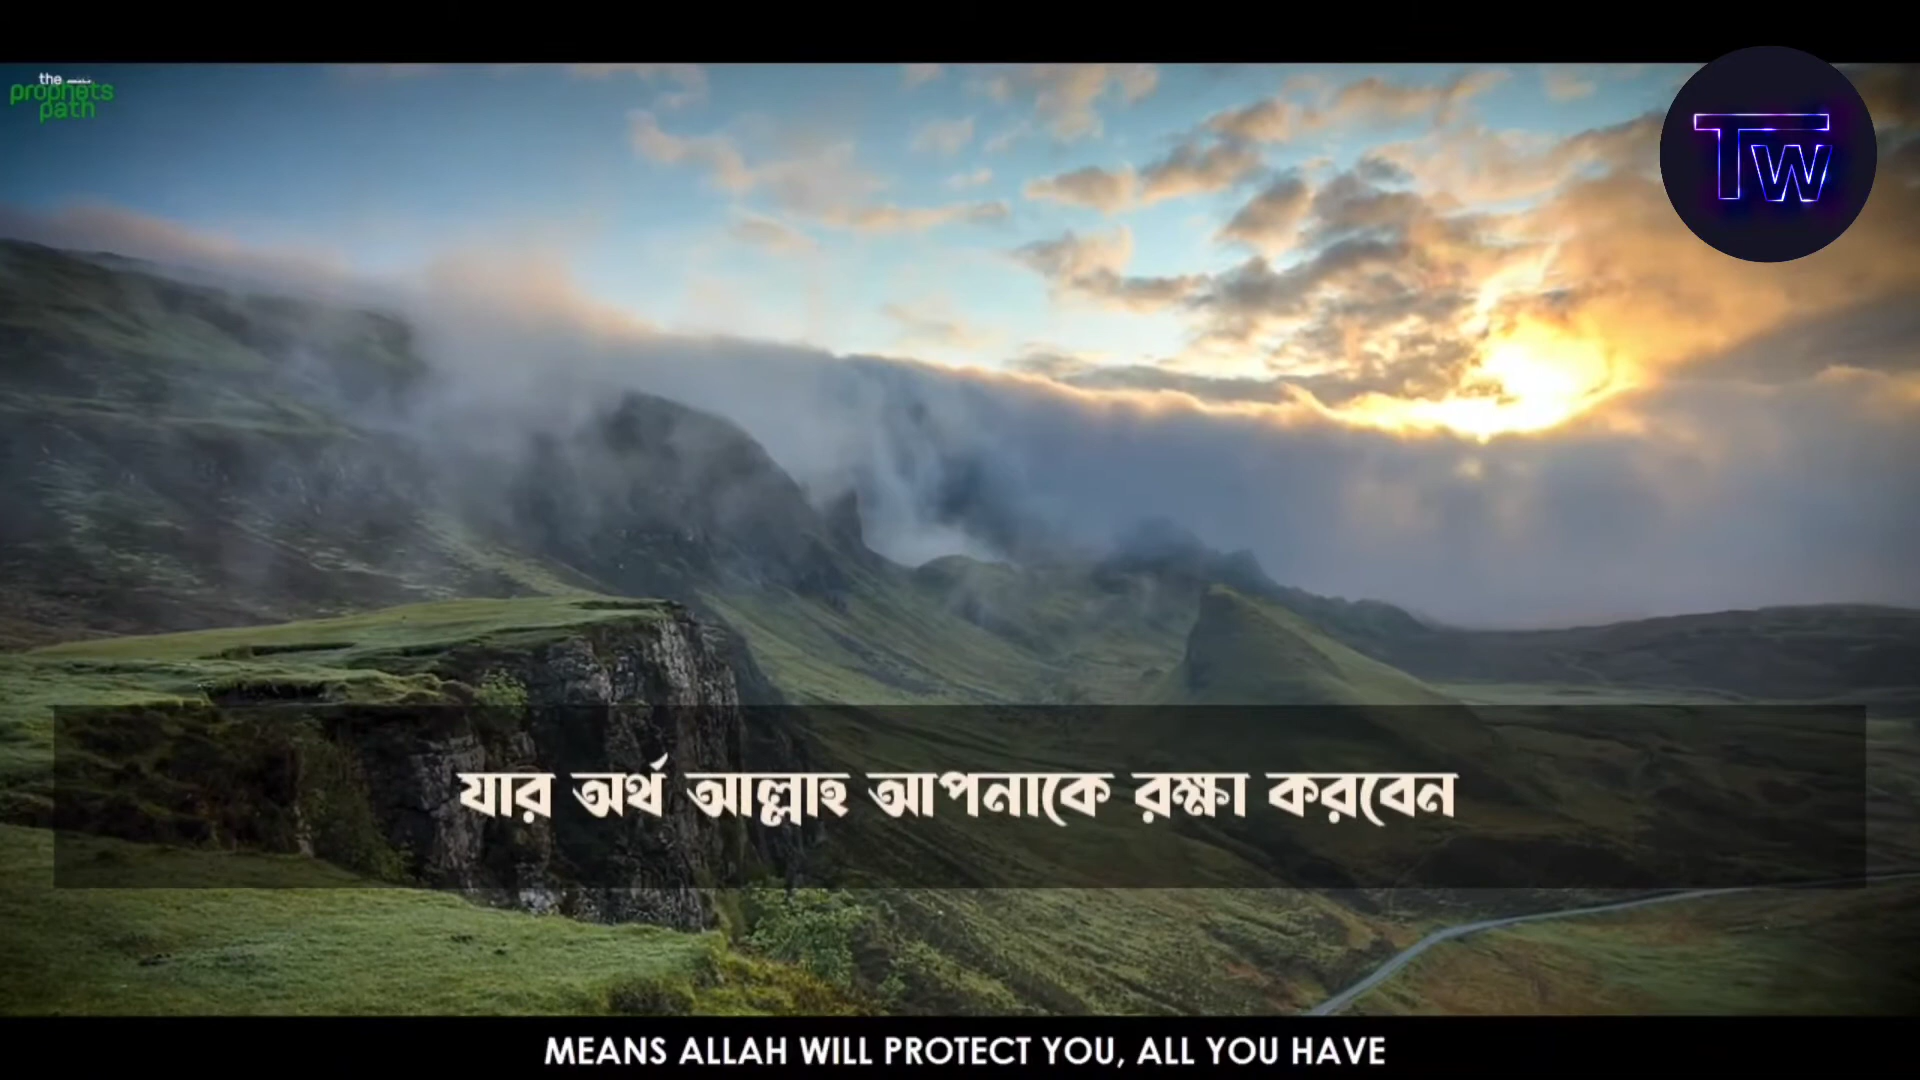 the
prophets
path
TW
যার অর্থ আল্লাহ আপনাকে রক্ষা করবেন
MEANS ALLAH WILL PROTECT YOU, ALL YOU HAVE